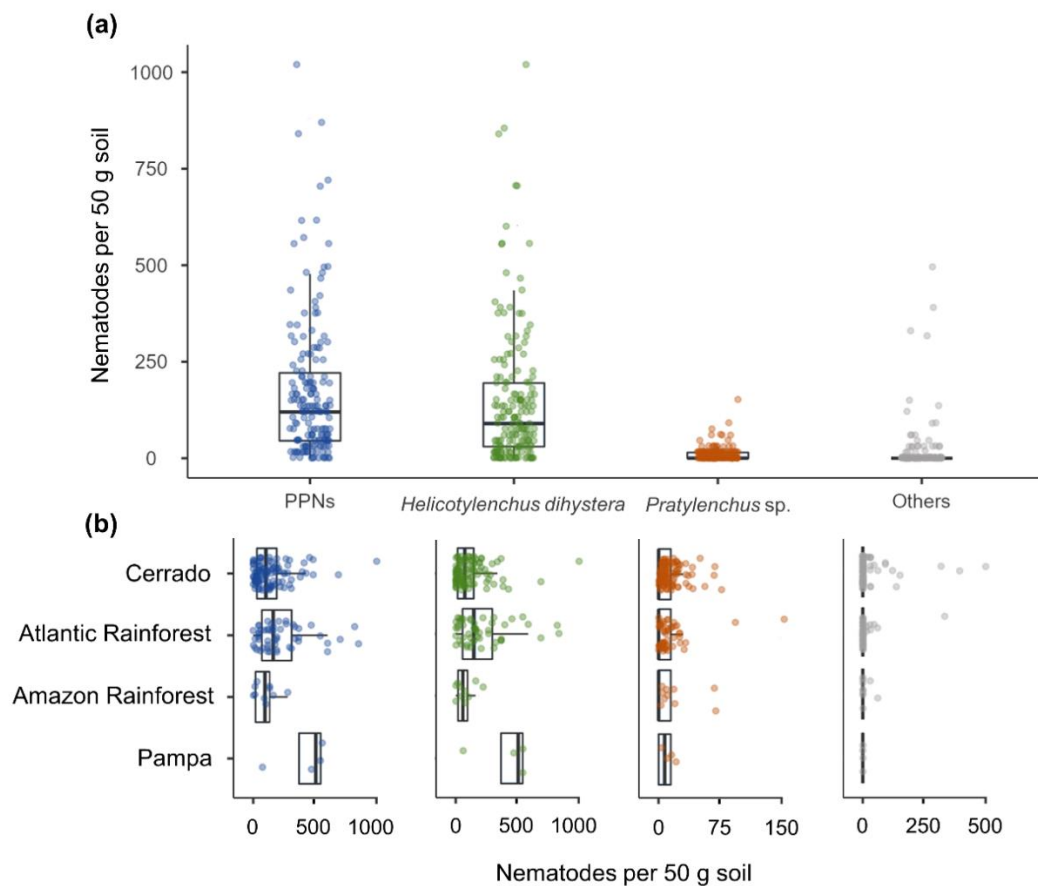 (a)
Nematodes per 50 g soil
1000
750
500
250
0
PPNs
Helicotylenchus dihystera
Pratylenchus sp.
Others
(b)
Cerrado
Atlantic Rainforest
Amazon Rainforest
Pampa
0 500 1000
0 500 1000
0 75 150
0 250 500
Nematodes per 50 g soil